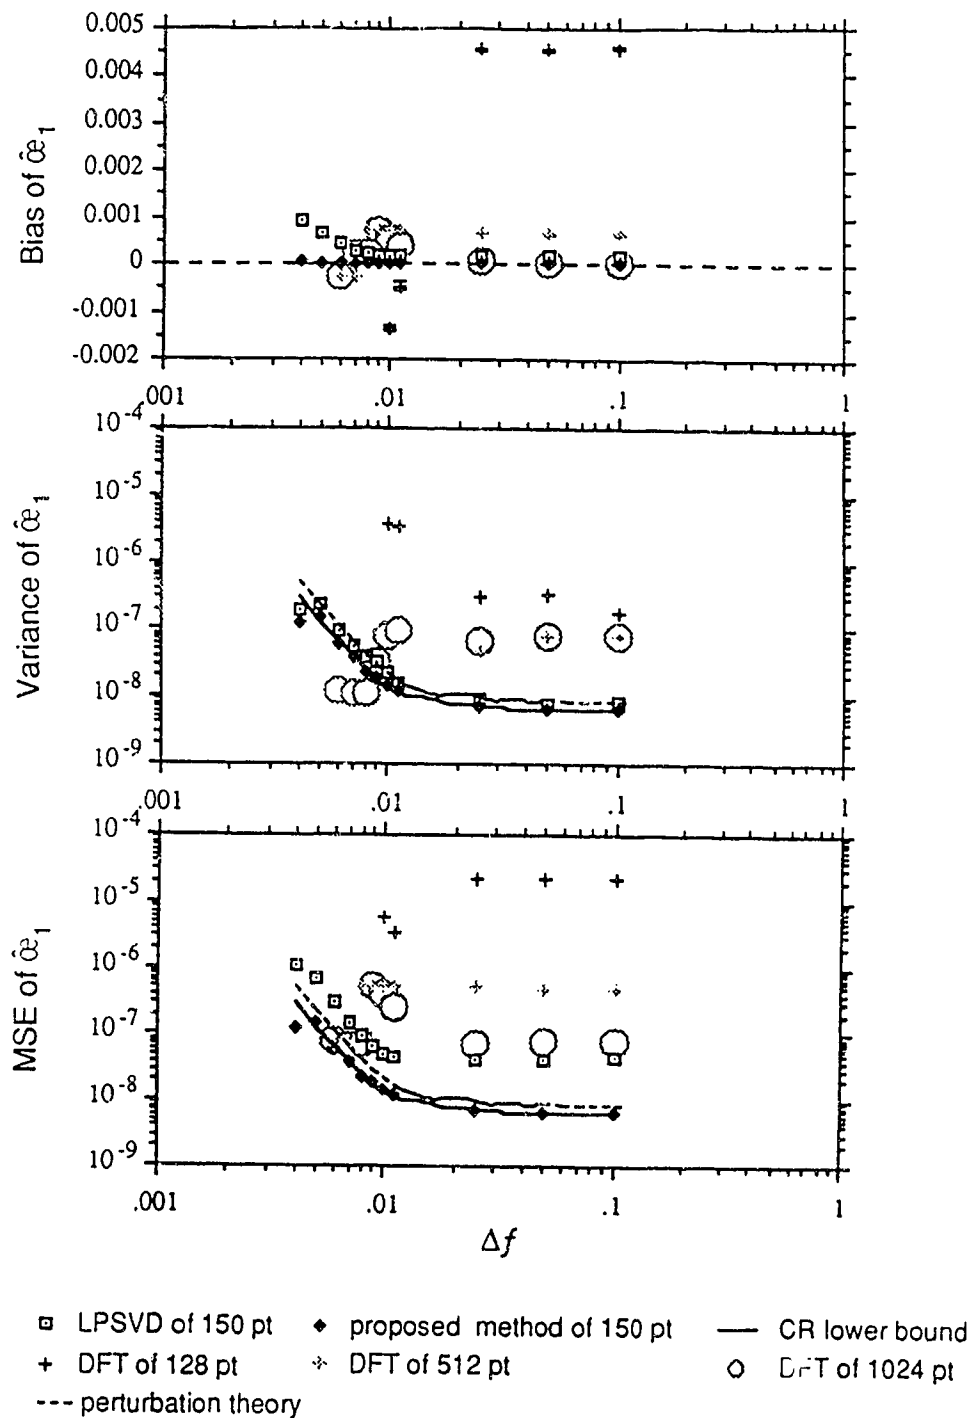 0.005
0.004
0.003
0.002
0.001
0
-0.001
-0.002
Bias of ω̂₁
.001 .01 .1 1
10⁻⁴
10⁻⁵
10⁻⁶
10⁻⁷
10⁻⁸
10⁻⁹
Variance of ω̂₁
.001 .01 .1 1
10⁻⁴
10⁻⁵
10⁻⁶
10⁻⁷
10⁻⁸
10⁻⁹
MSE of ω̂₁
.001 .01 .1 1
Δf
LPSVD of 150 pt proposed method of 150 pt CR lower bound
DFT of 128 pt DFT of 512 pt DFT of 1024 pt
perturbation theory